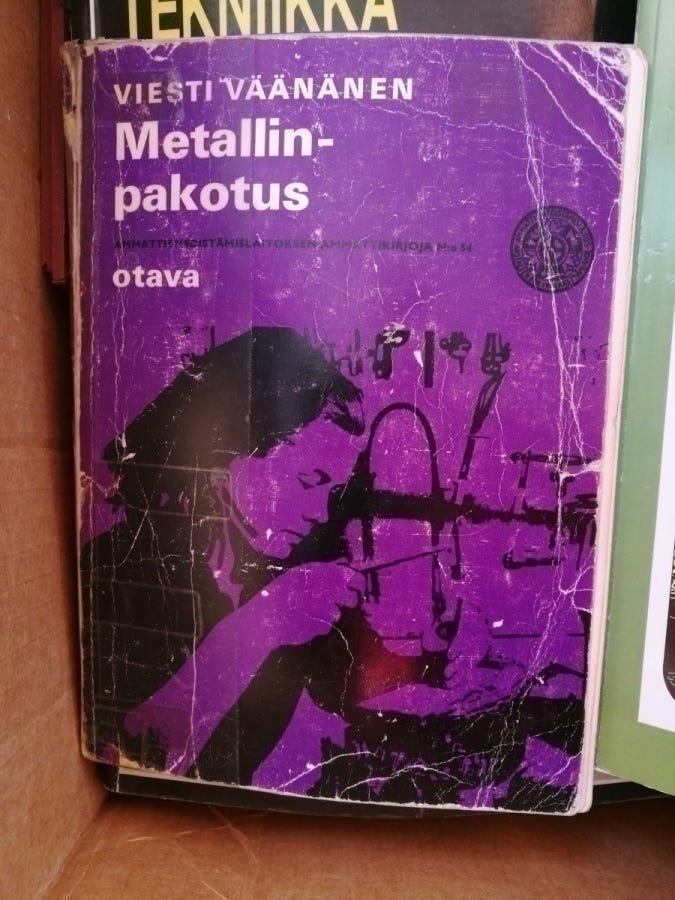 TEKNIIKKA
VIESTI VÄÄNÄNEN
Metallin-
pakotus
AMMATTIENEDISTÄMISLAITOKSEN AMMATTIKIRJOJA N:o 54
otava